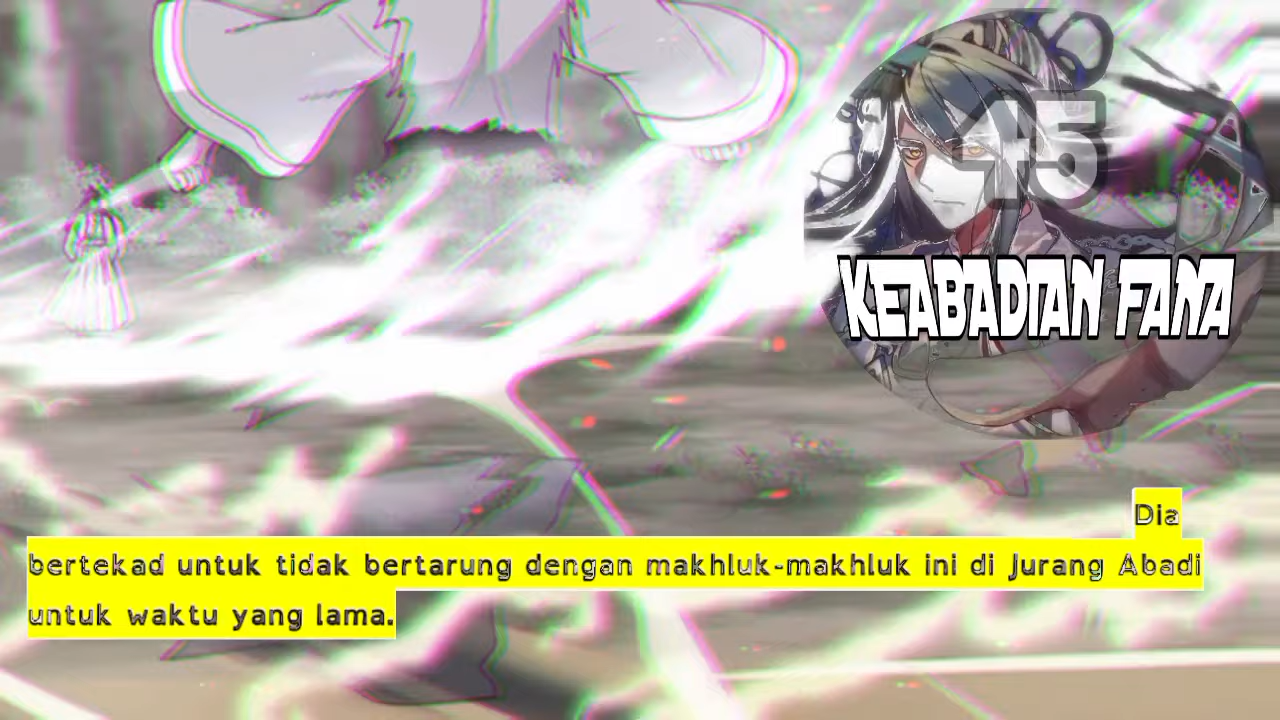 45
KEABADIAN FANA
Dia
bertekad untuk tidak bertarung dengan makhluk-makhluk ini di Jurang Abadi
untuk waktu yang lama.